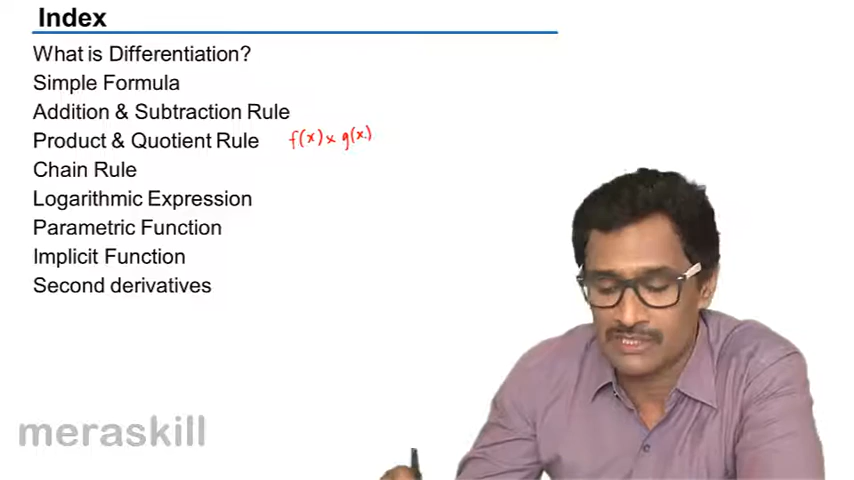 Index
What is Differentiation?
Simple Formula
Addition & Subtraction Rule
Product & Quotient Rule f(x) x g(x)
Chain Rule
Logarithmic Expression
Parametric Function
Implicit Function
Second derivatives
meraskill